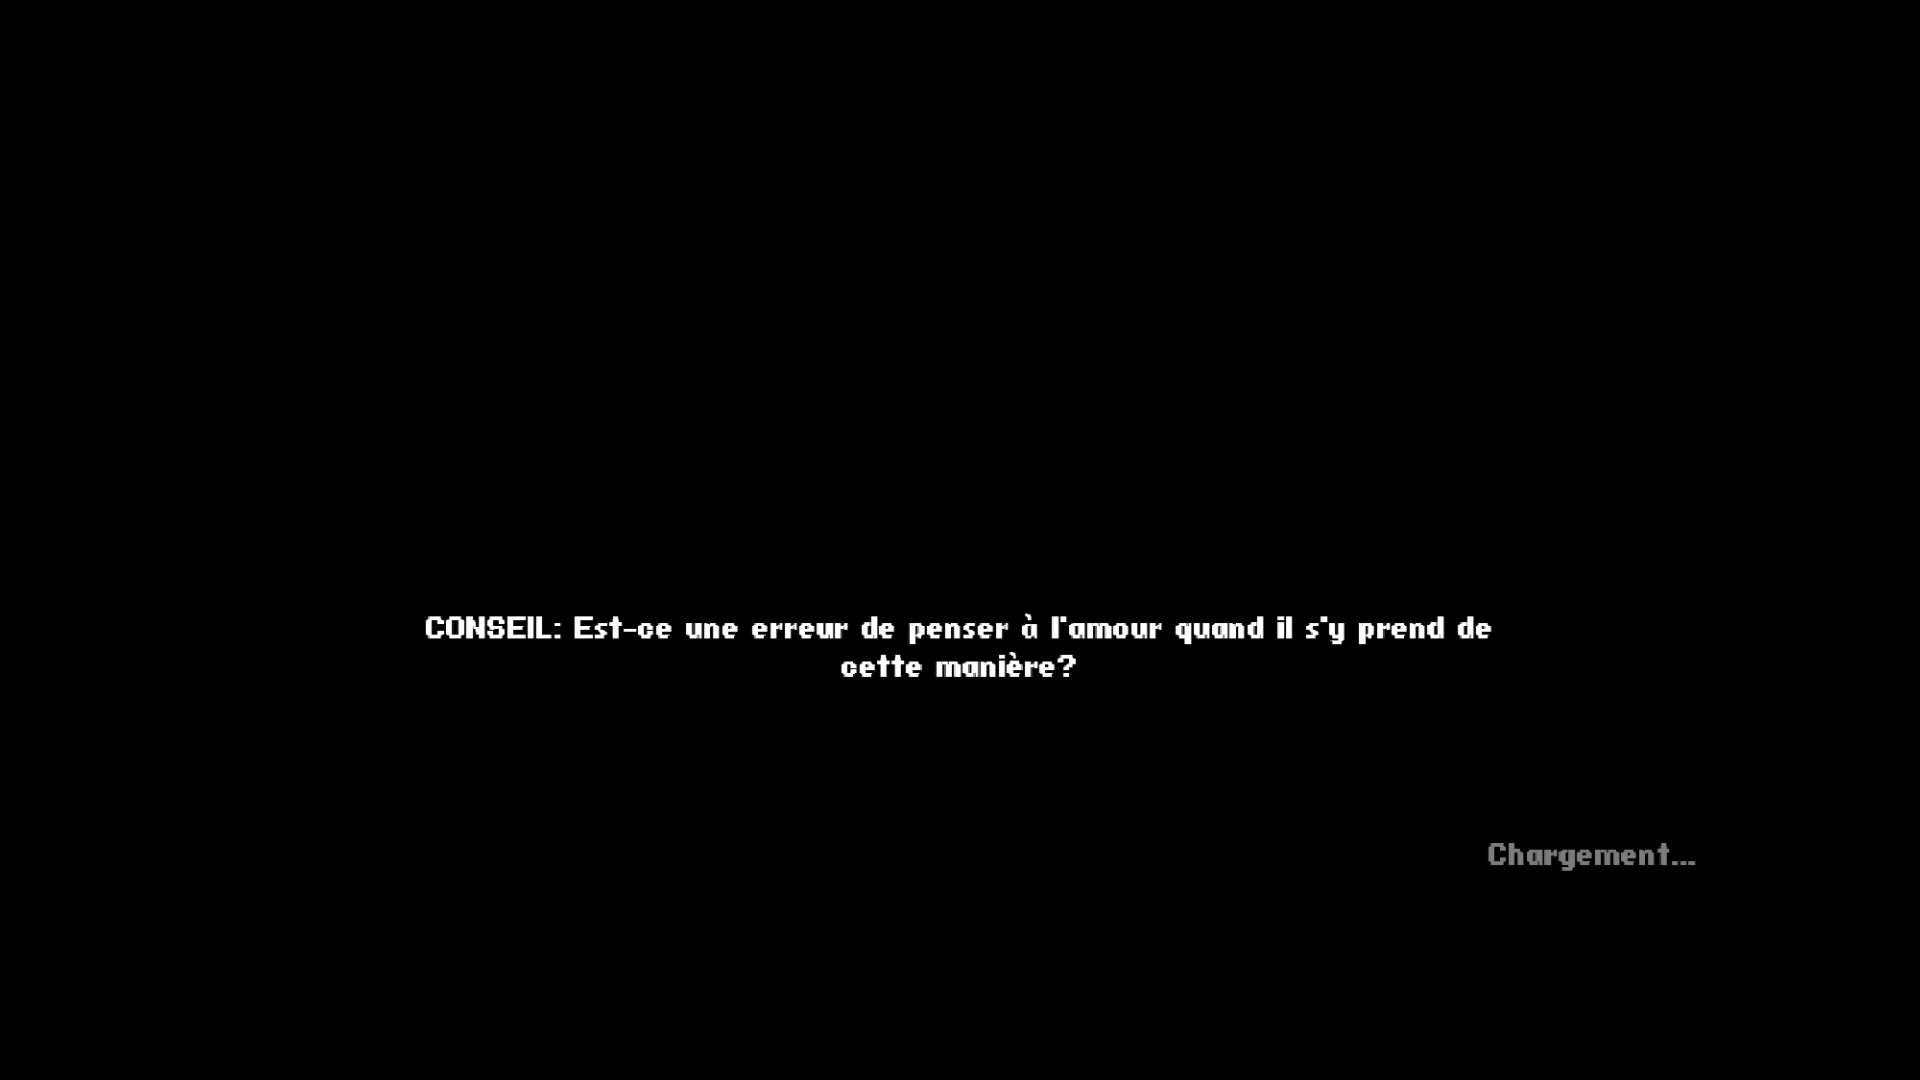 CONSEIL: Est-ce une erreur de penser à l'amour quand il s'y prend de
cette manière?
Chargement...